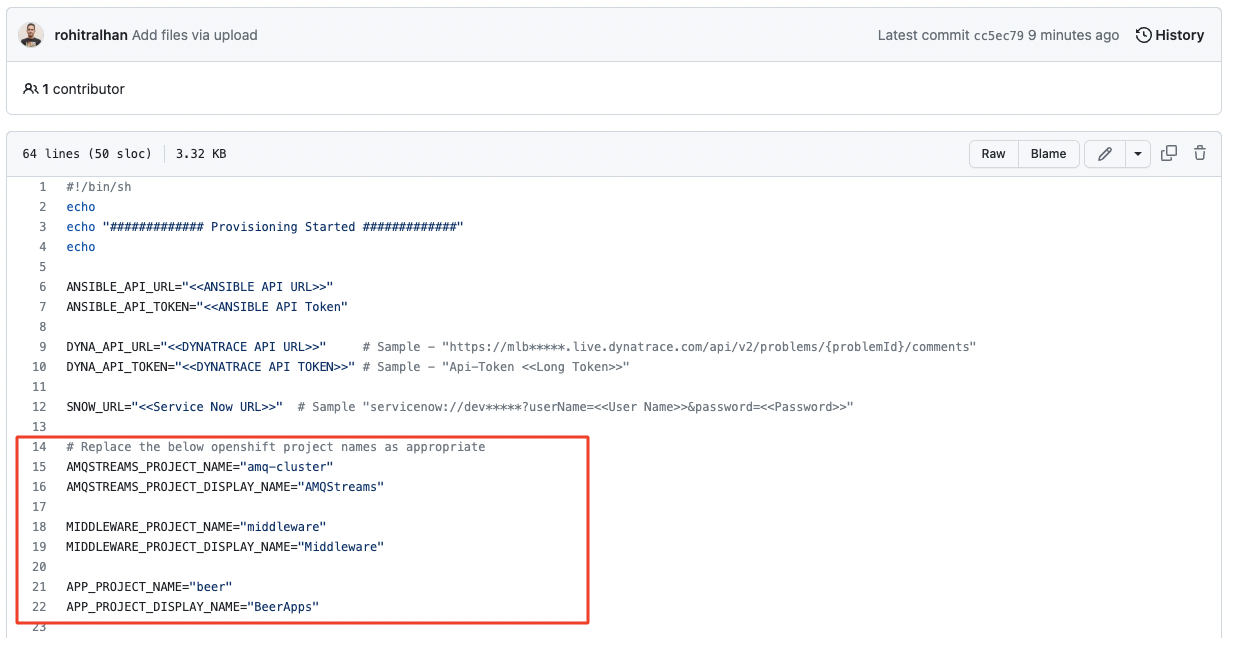 rohitralhan Add files via upload Latest commit cc5ec79 9 minutes ago History
1 contributor
64 lines (50 sloc) 3.32 KB Raw Blame
1 #!/bin/sh
2 echo
3 echo "############# Provisioning Started #############"
4 echo
5
6 ANSIBLE_API_URL="<<ANSIBLE API URL>>"
7 ANSIBLE_API_TOKEN="<<ANSIBLE API Token"
8
9 DYNA_API_URL="<<DYNATRACE API URL>>" # Sample – "https://mlb*****.live.dynatrace.com/api/v2/problems/{problemId}/comments"
10 DYNA_API_TOKEN="<<DYNATRACE API TOKEN>>" # Sample – "Api-Token <<Long Token>>"
11
12 SNOW_URL="<<Service Now URL>>" # Sample "servicenow://dev*****?userName=<<User Name>>&password=<<Password>>"
13
14 # Replace the below openshift project names as appropriate
15 AMQSTREAMS_PROJECT_NAME="amq-cluster"
16 AMQSTREAMS_PROJECT_DISPLAY_NAME="AMQStreams"
17
18 MIDDLEWARE_PROJECT_NAME="middleware"
19 MIDDLEWARE_PROJECT_DISPLAY_NAME="Middleware"
20
21 APP_PROJECT_NAME="beer"
22 APP_PROJECT_DISPLAY_NAME="BeerApps"
23